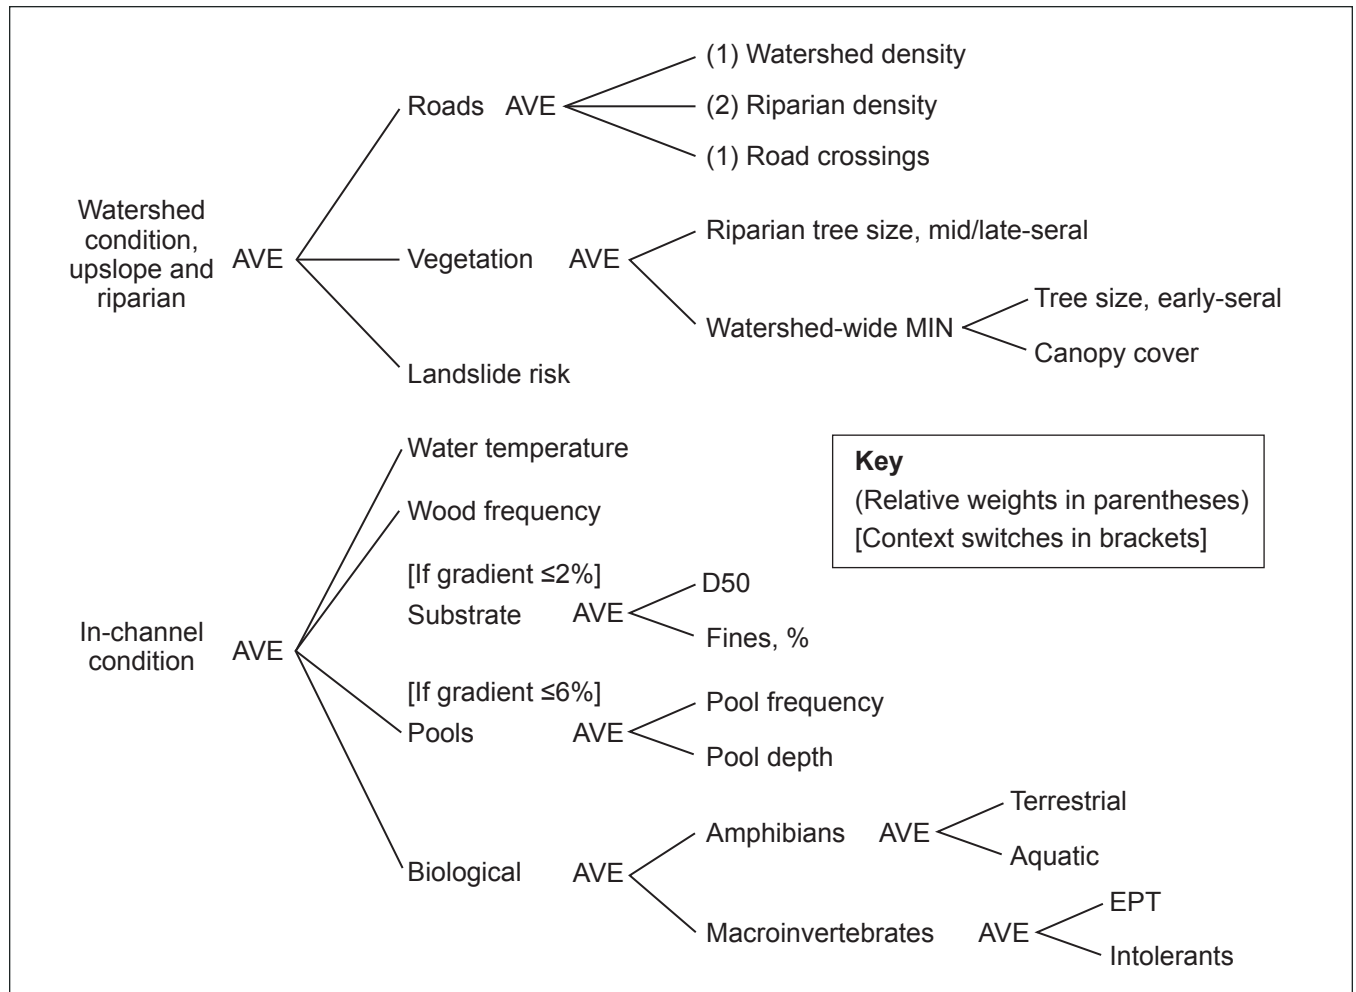 (1) Watershed density
Roads AVE
(2) Riparian density
(1) Road crossings
Watershed
condition,
upslope and
riparian
AVE
Riparian tree size, mid/late-seral
Vegetation AVE
Tree size, early-seral
Watershed-wide MIN
Canopy cover
Landslide risk
Water temperature
Wood frequency
[If gradient ≤2%]
Substrate AVE
D50
Fines, %
In-channel
condition
AVE
[If gradient ≤6%]
Pools AVE
Pool frequency
Pool depth
Biological AVE
Amphibians AVE
Terrestrial
Aquatic
Macroinvertebrates AVE
EPT
Intolerants
Key
(Relative weights in parentheses)
[Context switches in brackets]